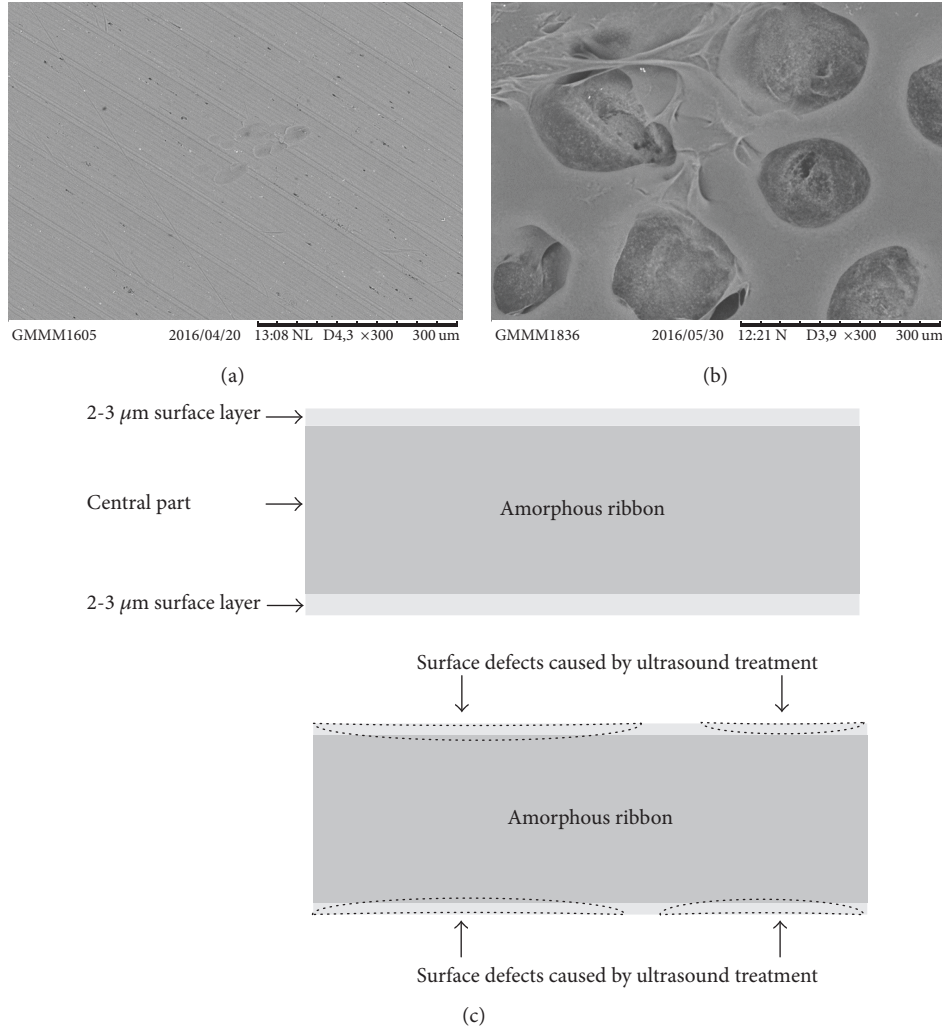 GMMM1605 2016/04/20 13:08 NL D4,3 ×300 300 um
GMMM1836 2016/05/30 12:21 N D3,9 ×300 300 um
(a)
(b)
2-3 μm surface layer
Central part
Amorphous ribbon
2-3 μm surface layer
Surface defects caused by ultrasound treatment
Amorphous ribbon
Surface defects caused by ultrasound treatment
(c)